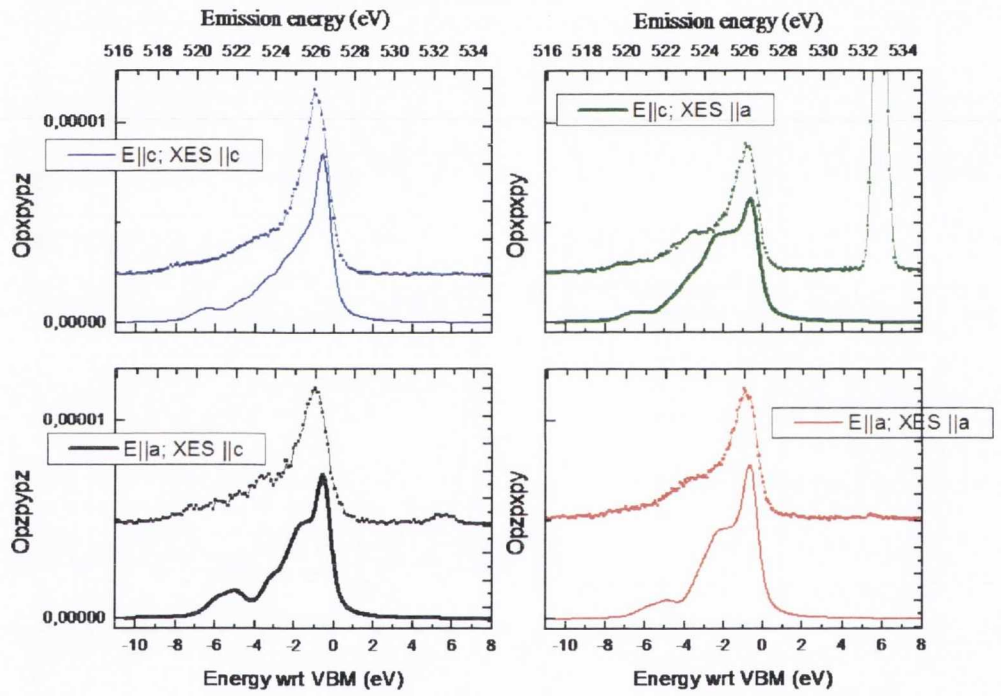 Emission energy (eV)
516 518 520 522 524 526 528 530 532 534
0,00001
E||c; XES ||c
Opxpypz
0,00000
Emission energy (eV)
516 518 520 522 524 526 528 530 532 534
E||c; XES ||a
Opxpxpy
0,00001
E||a; XES ||c
Opzpypz
0,00000
-10 -8 -6 -4 -2 0 2 4 6 8
Energy wrt VBM (eV)
E||a; XES ||a
Opzpxpy
-10 -8 -6 -4 -2 0 2 4 6 8
Energy wrt VBM (eV)